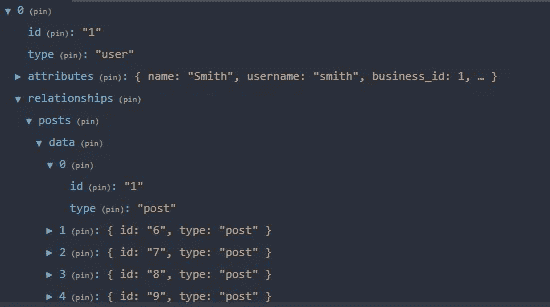 ▼ 0 (pin)
id (pin): "1"
type (pin): "user"
▶ attributes (pin): { name: "Smith", username: "smith", business_id: 1, … }
▼ relationships (pin)
▼ posts (pin)
▼ data (pin)
▼ 0 (pin)
id (pin): "1"
type (pin): "post"
▶ 1 (pin): { id: "6", type: "post" }
▶ 2 (pin): { id: "7", type: "post" }
▶ 3 (pin): { id: "8", type: "post" }
▶ 4 (pin): { id: "9", type: "post" }